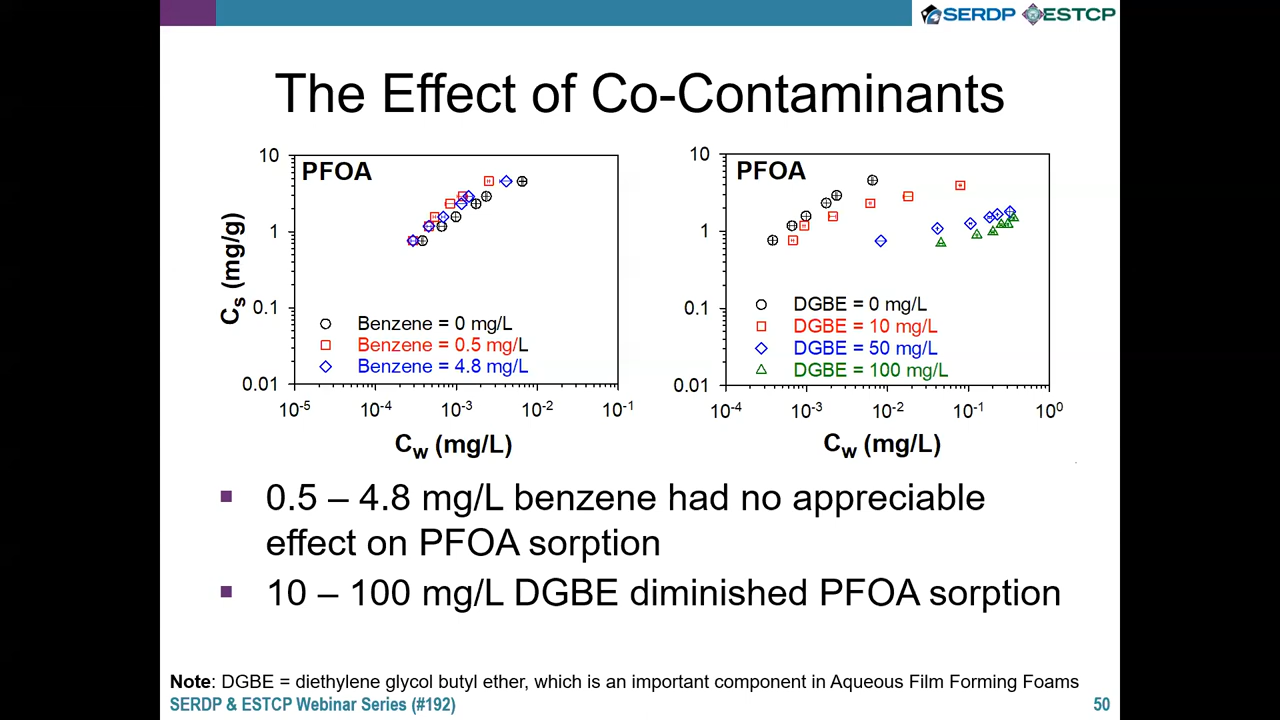 SERDP ESTCP
The Effect of Co-Contaminants
PFOA
10
1
0.1
0.01
Cs (mg/g)
Benzene = 0 mg/L
Benzene = 0.5 mg/L
Benzene = 4.8 mg/L
10-5 10-4 10-3 10-2 10-1
Cw (mg/L)
PFOA
10
1
0.1
0.01
DGBE = 0 mg/L
DGBE = 10 mg/L
DGBE = 50 mg/L
DGBE = 100 mg/L
10-4 10-3 10-2 10-1 100
Cw (mg/L)
0.5 – 4.8 mg/L benzene had no appreciable
effect on PFOA sorption
10 – 100 mg/L DGBE diminished PFOA sorption
Note: DGBE = diethylene glycol butyl ether, which is an important component in Aqueous Film Forming Foams
SERDP & ESTCP Webinar Series (#192)
50